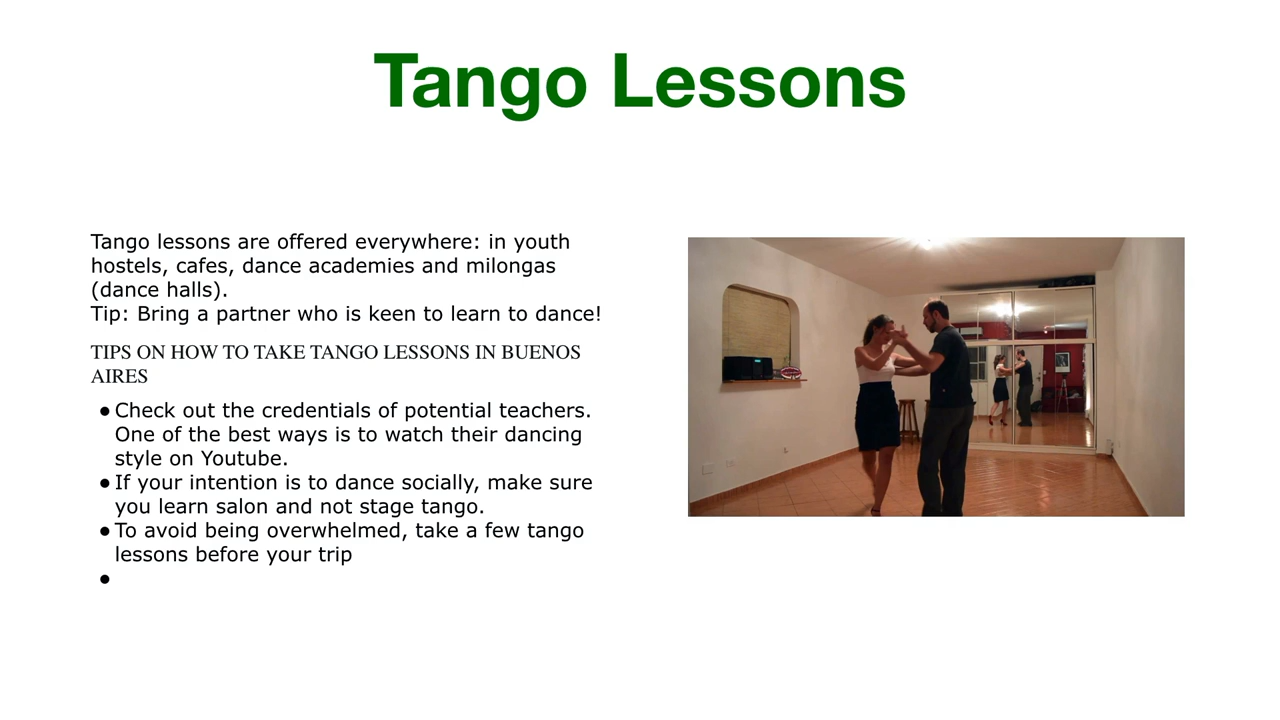 Tango Lessons
Tango lessons are offered everywhere: in youth
hostels, cafes, dance academies and milongas
(dance halls).
Tip: Bring a partner who is keen to learn to dance!
TIPS ON HOW TO TAKE TANGO LESSONS IN BUENOS
AIRES
● Check out the credentials of potential teachers.
One of the best ways is to watch their dancing
style on Youtube.
● If your intention is to dance socially, make sure
you learn salon and not stage tango.
● To avoid being overwhelmed, take a few tango
lessons before your trip
●